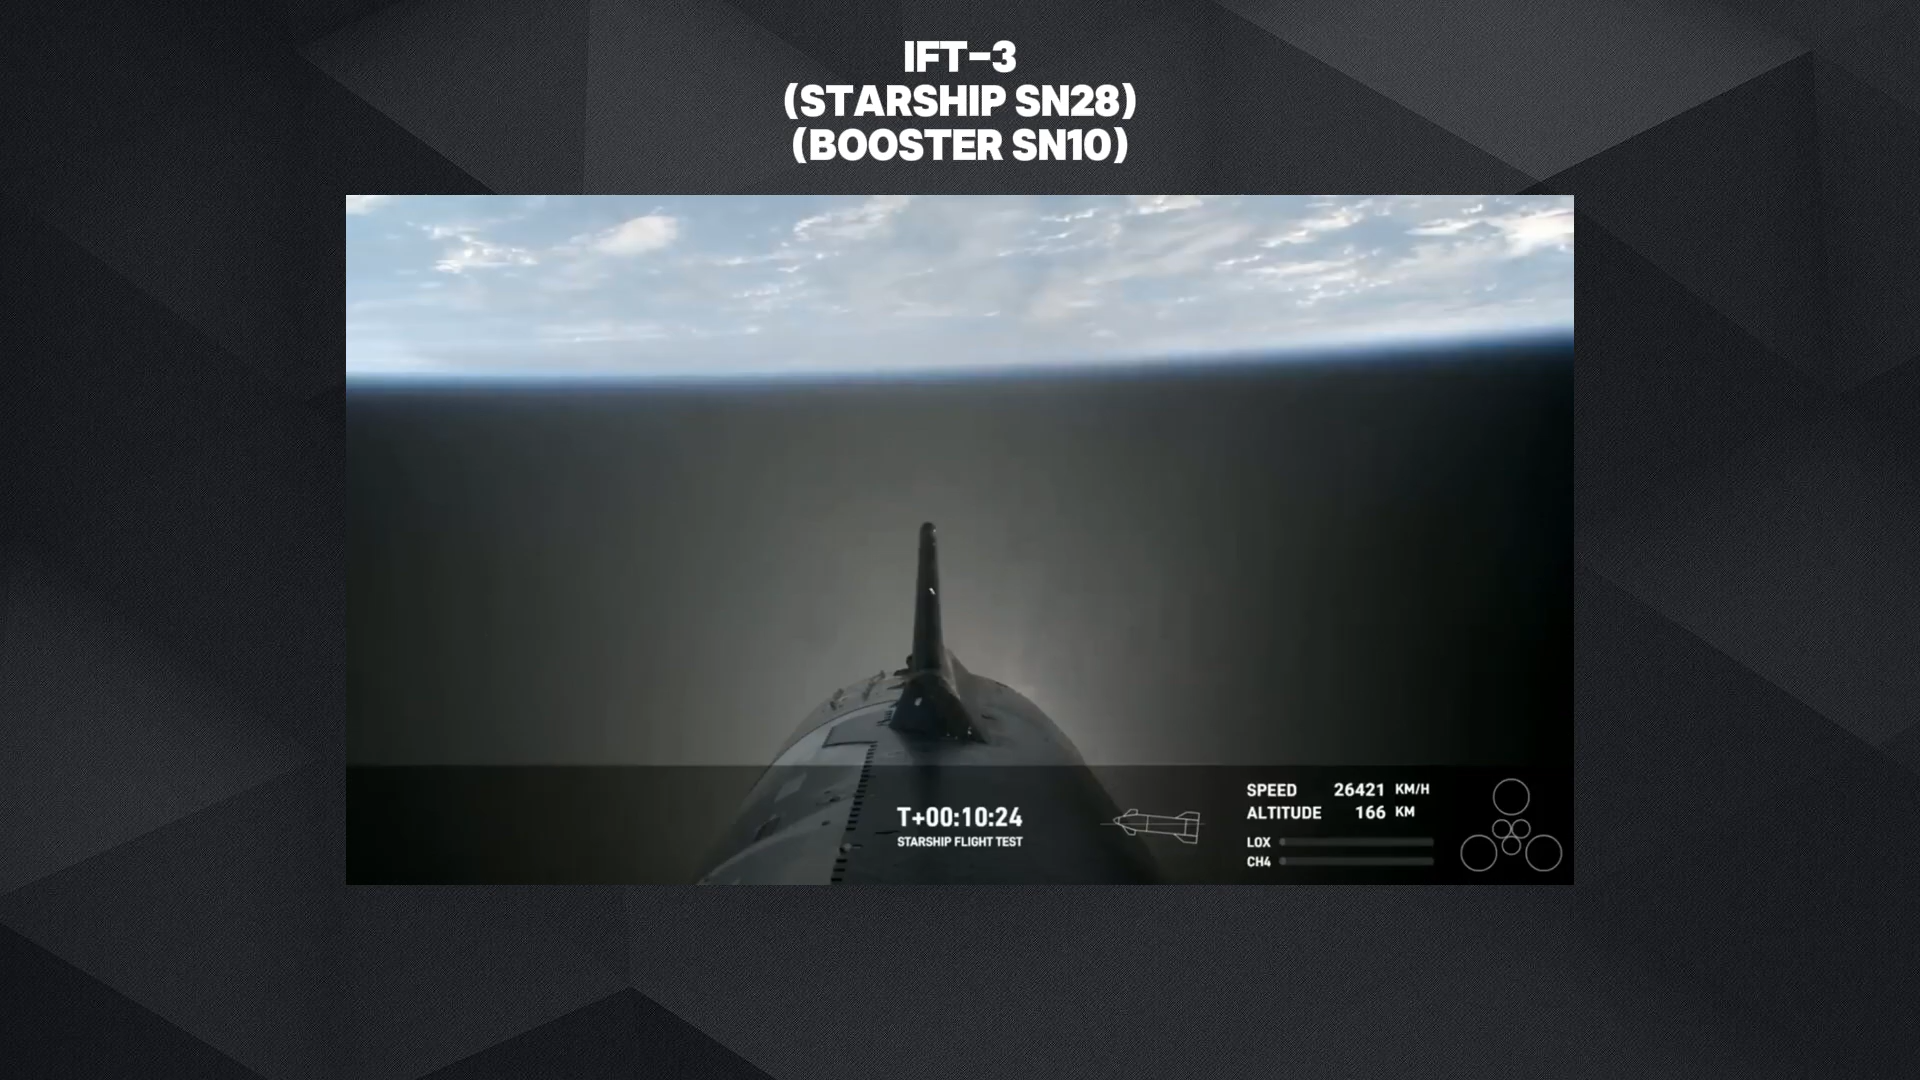 IFT-3
(STARSHIP SN28)
(BOOSTER SN10)
T+00:10:24
STARSHIP FLIGHT TEST
SPEED 26421 KM/H
ALTITUDE 166 KM
LOX
CH4